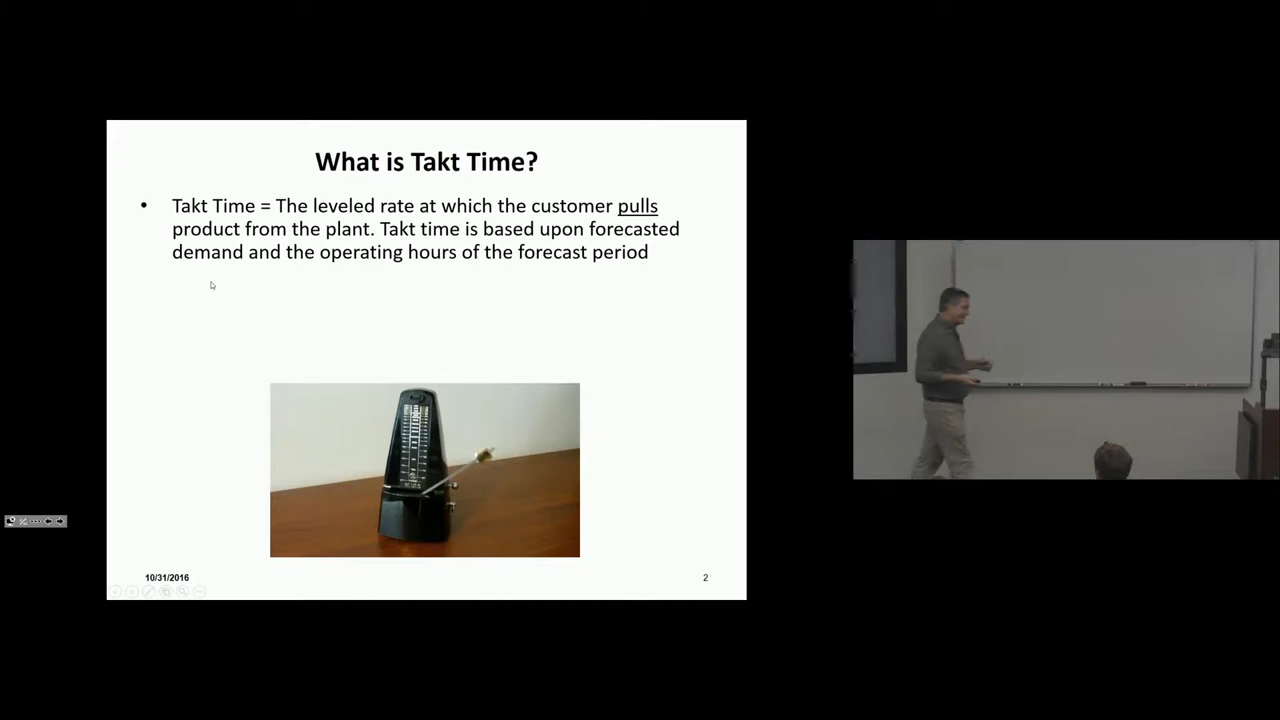 What is Takt Time?
• Takt Time = The leveled rate at which the customer pulls
product from the plant. Takt time is based upon forecasted
demand and the operating hours of the forecast period
10/31/2016
2